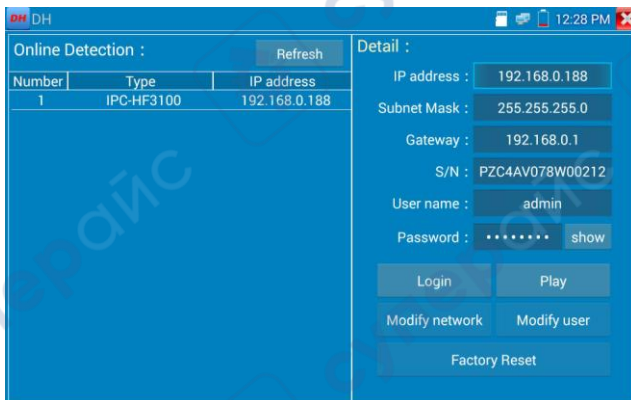 DH DH 12:28 PM
Online Detection : Refresh
Number Type IP address
1 IPC-HF3100 192.168.0.188
Detail :
IP address : 192.168.0.188
Subnet Mask : 255.255.255.0
Gateway : 192.168.0.1
S/N : PZC4AV078W00212
User name : admin
Password : •••••••• show
Login Play
Modify network Modify user
Factory Reset
суперайс